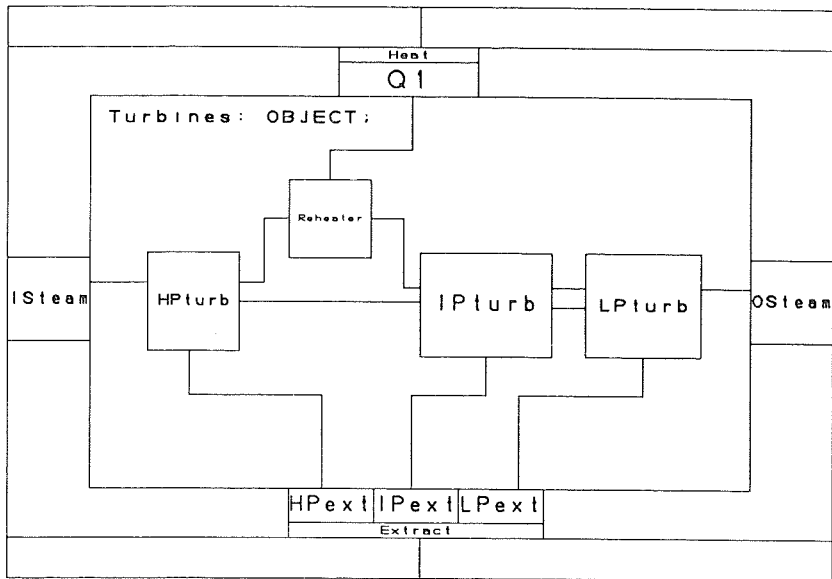 Heat
Q1
Turbines: OBJECT;
Reheater
ISteam
HPturb
IPturb
LPturb
OSteam
HPext IPext LPext
Extract